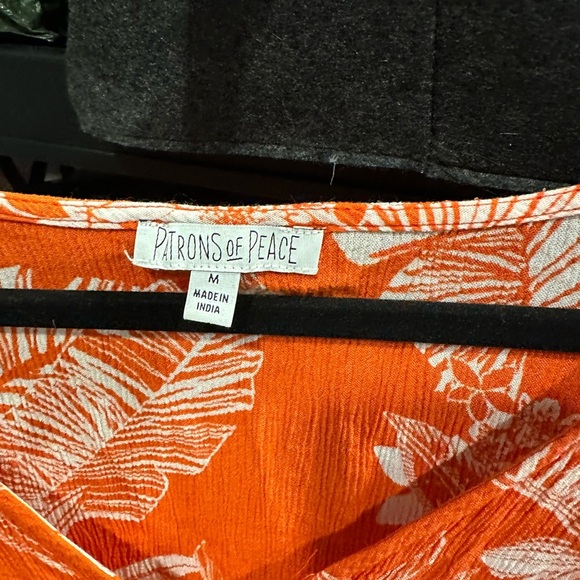 PATRONS OF PEACE
M
MADE IN
INDIA